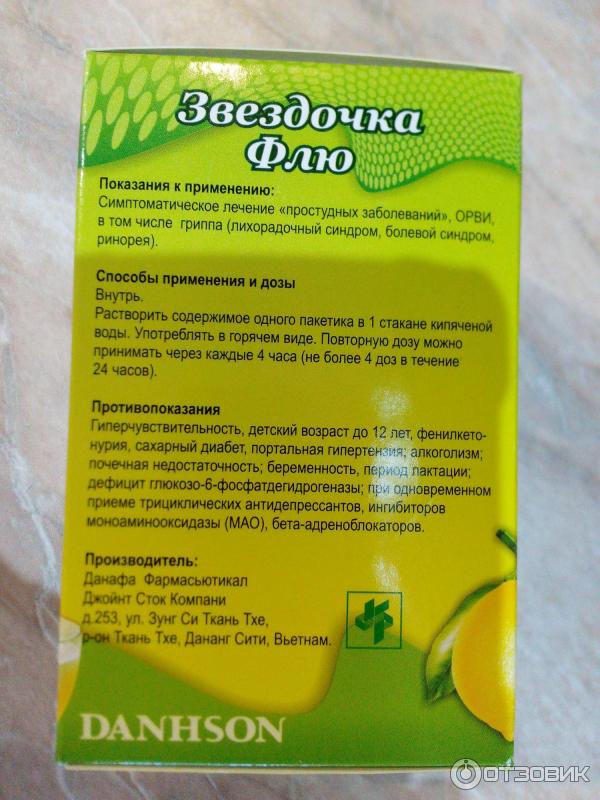 Звездочка
Флю
Показания к применению:
Симптоматическое лечение «простудных заболеваний», ОРВИ,
в том числе гриппа (лихорадочный синдром, болевой синдром,
ринорея).
Способы применения и дозы
Внутрь.
Растворить содержимое одного пакетика в 1 стакане кипяченой
воды. Употреблять в горячем виде. Повторную дозу можно
принимать через каждые 4 часа (не более 4 доз в течение
24 часов).
Противопоказания
Гиперчувствительность, детский возраст до 12 лет, фенилкето-
нурия, сахарный диабет, портальная гипертензия; алкоголизм;
почечная недостаточность; беременность, период лактации;
дефицит глюкозо-6-фосфатдегидрогеназы; при одновременном
приеме трициклических антидепрессантов, ингибиторов
моноаминооксидазы (МАО), бета-адреноблокаторов.
Производитель:
Данафа Фармасьютикал
Джойнт Сток Компани
д.253, ул. Зунг Си Ткань Тхе,
р-он Ткань Тхе, Дананг Сити, Вьетнам.
DANHSON
ОТЗОВИК